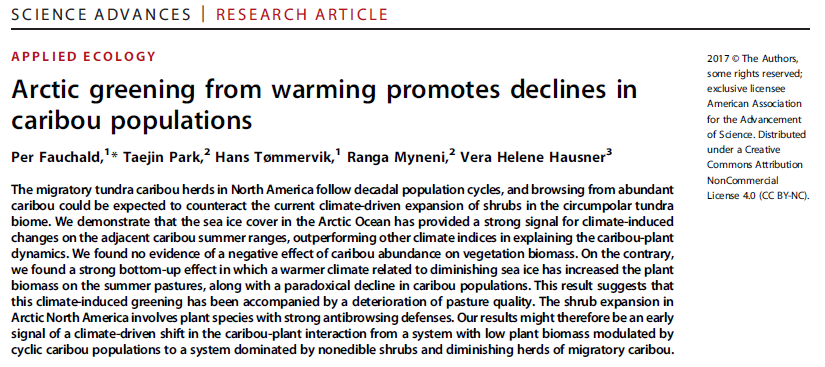 SCIENCE ADVANCES | RESEARCH ARTICLE
APPLIED ECOLOGY
Arctic greening from warming promotes declines in
caribou populations
Per Fauchald,1* Taejin Park,2 Hans Tømmervik,1 Ranga Myneni,2 Vera Helene Hausner3
The migratory tundra caribou herds in North America follow decadal population cycles, and browsing from abundant
caribou could be expected to counteract the current climate-driven expansion of shrubs in the circumpolar tundra
biome. We demonstrate that the sea ice cover in the Arctic Ocean has provided a strong signal for climate-induced
changes on the adjacent caribou summer ranges, outperforming other climate indices in explaining the caribou-plant
dynamics. We found no evidence of a negative effect of caribou abundance on vegetation biomass. On the contrary,
we found a strong bottom-up effect in which a warmer climate related to diminishing sea ice has increased the plant
biomass on the summer pastures, along with a paradoxical decline in caribou populations. This result suggests that
this climate-induced greening has been accompanied by a deterioration of pasture quality. The shrub expansion in
Arctic North America involves plant species with strong antibrowsing defenses. Our results might therefore be an early
signal of a climate-driven shift in the caribou-plant interaction from a system with low plant biomass modulated by
cyclic caribou populations to a system dominated by nonedible shrubs and diminishing herds of migratory caribou.
2017 © The Authors,
some rights reserved;
exclusive licensee
American Association
for the Advancement
of Science. Distributed
under a Creative
Commons Attribution
NonCommercial
License 4.0 (CC BY-NC).